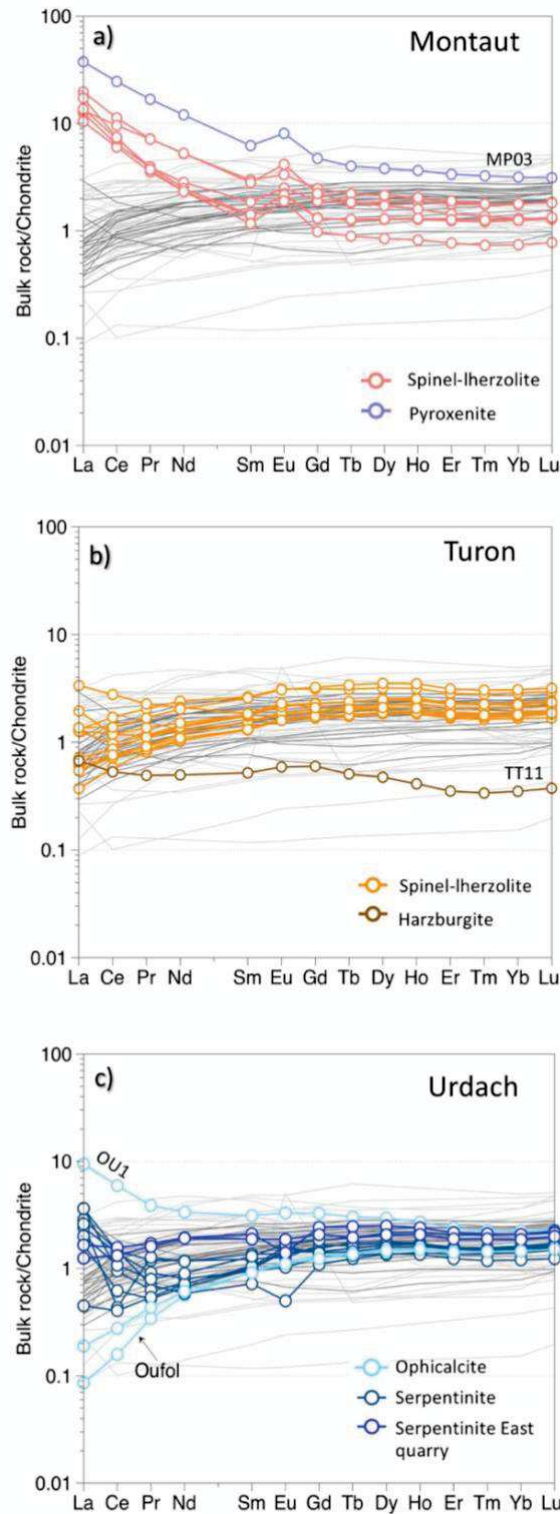 a)
Montaut
100
10
1
0.1
0.01
Bulk rock/Chondrite
MP03
Spinel-lherzolite
Pyroxenite
La Ce Pr Nd Sm Eu Gd Tb Dy Ho Er Tm Yb Lu
b)
Turon
100
10
1
0.1
0.01
Bulk rock/Chondrite
TT11
Spinel-lherzolite
Harzburgite
La Ce Pr Nd Sm Eu Gd Tb Dy Ho Er Tm Yb Lu
c)
Urdach
100
10
1
0.1
0.01
Bulk rock/Chondrite
OU1
Oufol
Ophicalcite
Serpentinite
Serpentinite East
quarry
La Ce Pr Nd Sm Eu Gd Tb Dy Ho Er Tm Yb Lu